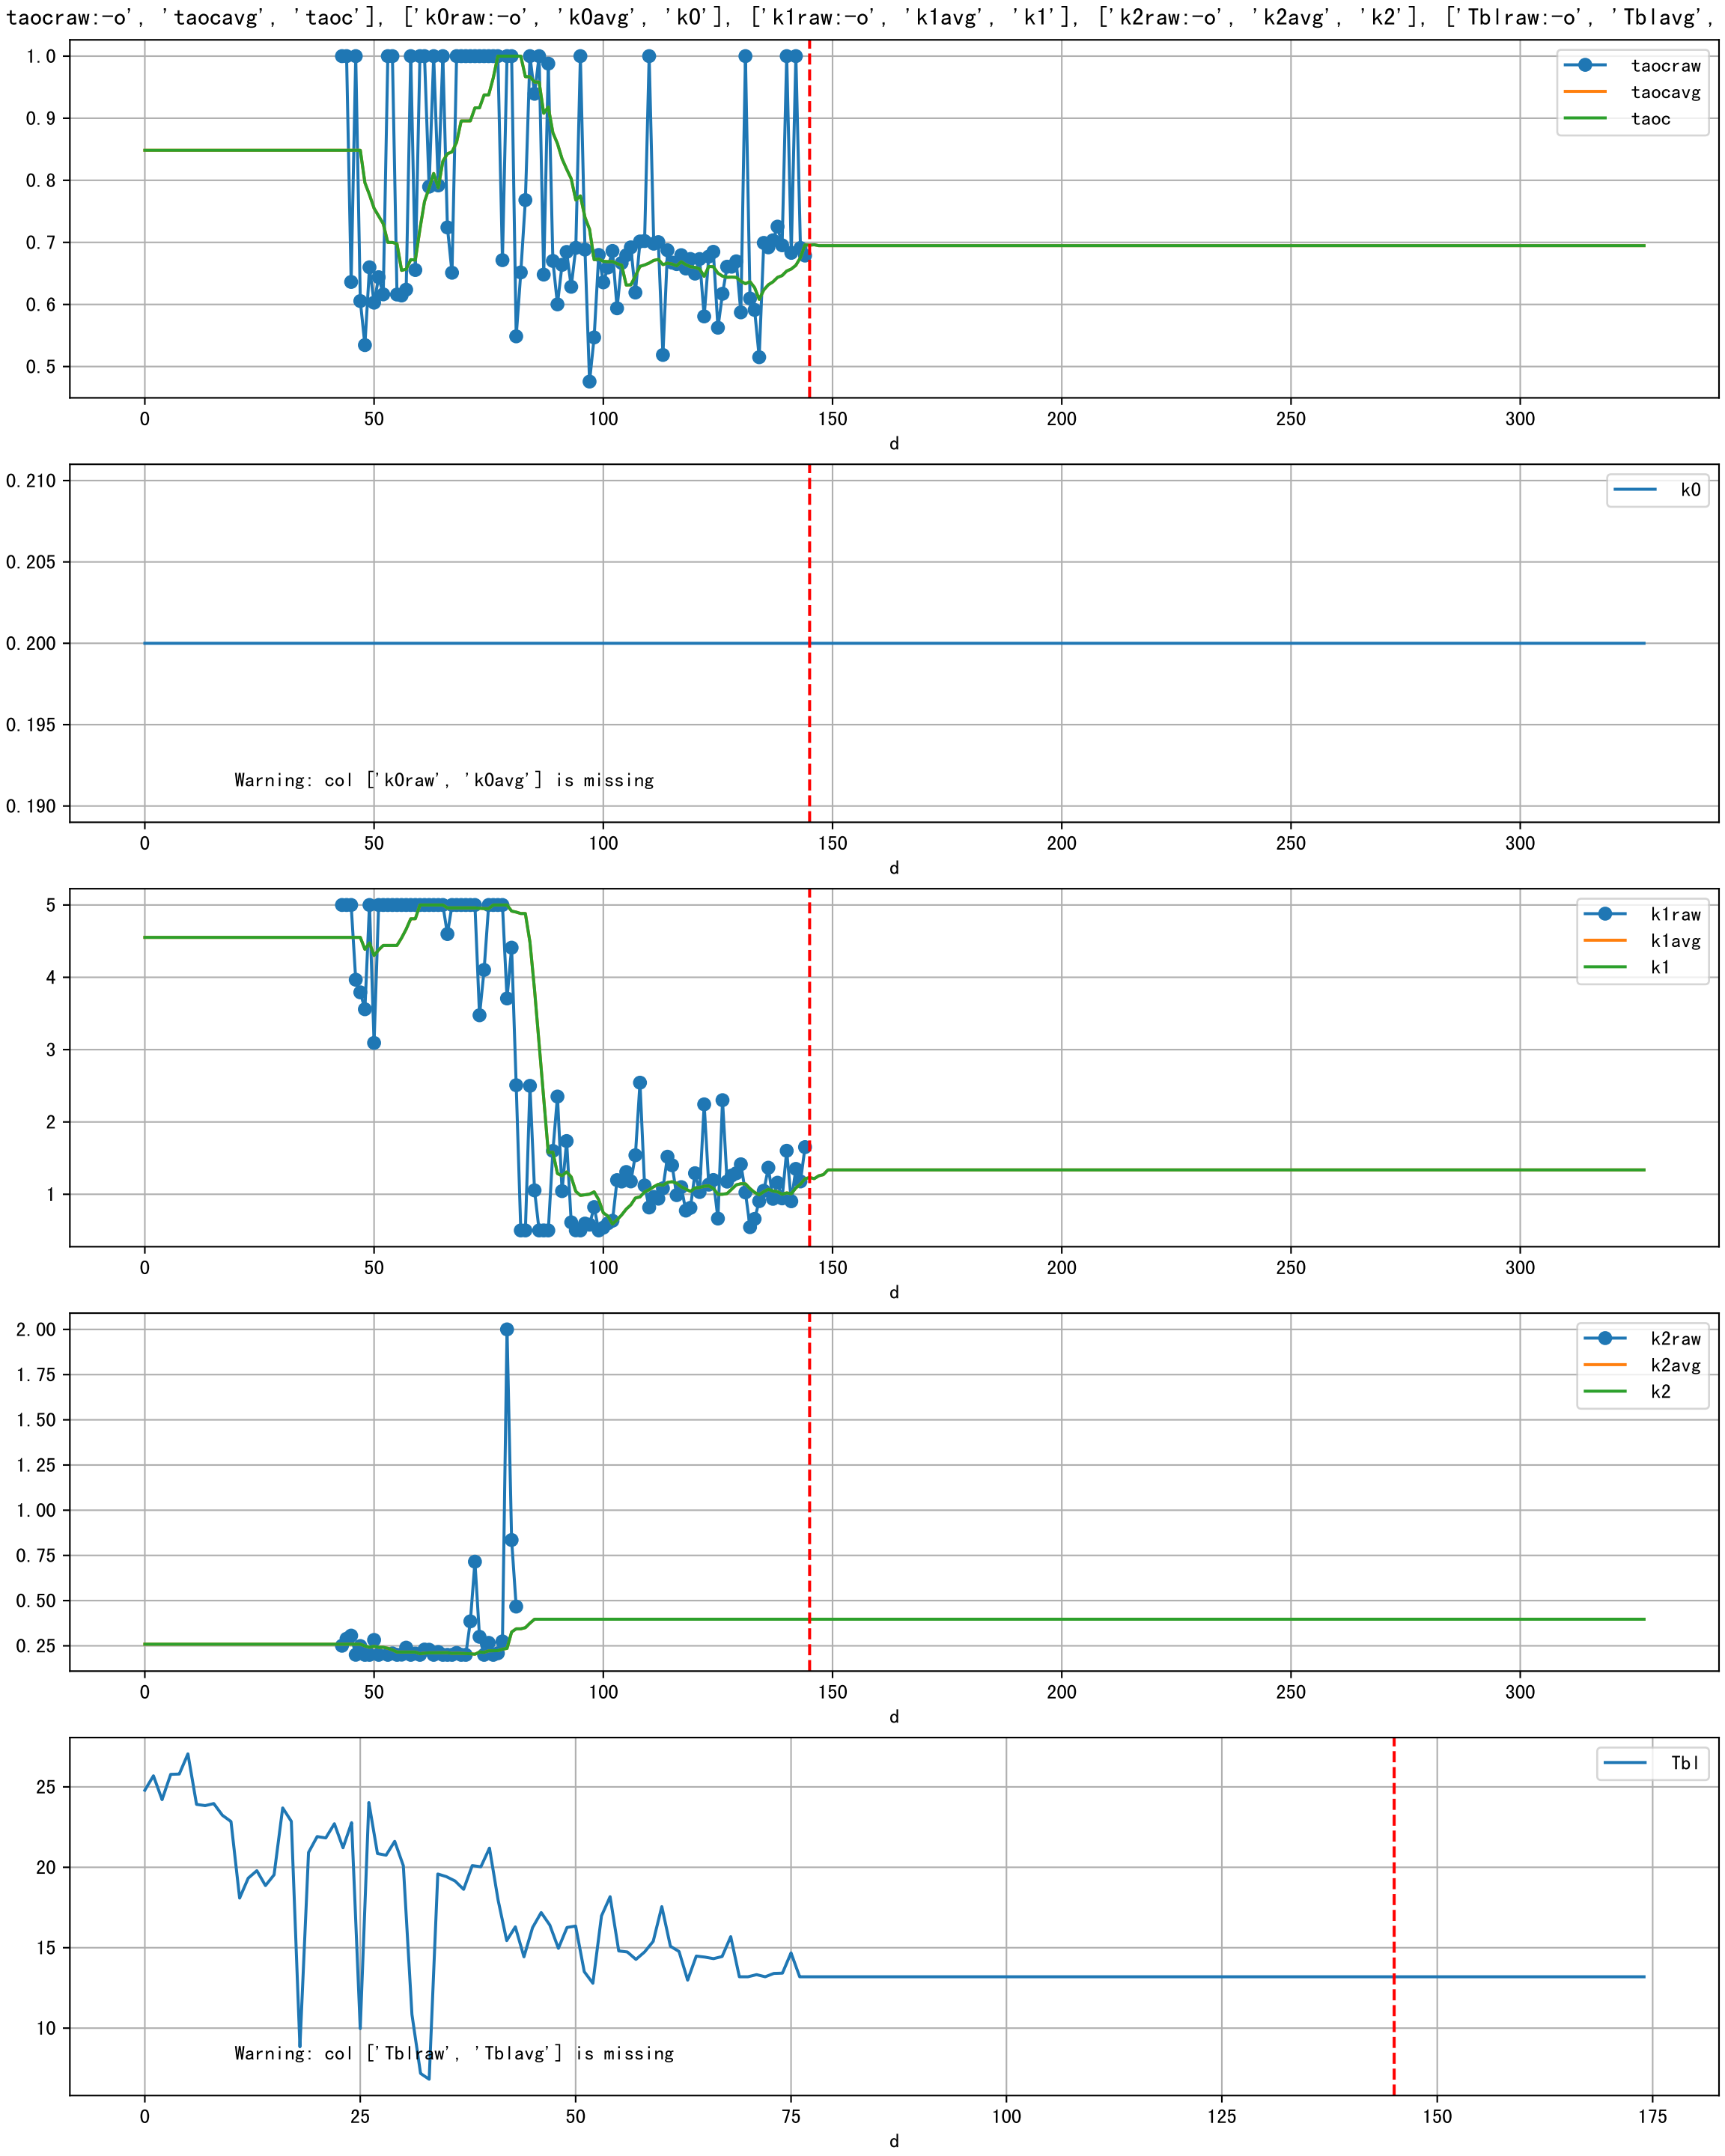 taocraw:-o', 'taocavg', 'taoc'], ['k0raw:-o', 'k0avg', 'k0'], ['k1raw:-o', 'k1avg', 'k1'], ['k2raw:-o', 'k2avg', 'k2'], ['Tblraw:-o', 'Tblavg',
1.0
0.9
0.8
0.7
0.6
0.5
taocraw
taocavg
taoc
0 50 100 150 200 250 300
d
0.210
0.205
0.200
0.195
0.190
k0
Warning: col ['k0raw', 'k0avg'] is missing
0 50 100 150 200 250 300
d
5
4
3
2
1
k1raw
k1avg
k1
0 50 100 150 200 250 300
d
2.00
1.75
1.50
1.25
1.00
0.75
0.50
0.25
k2raw
k2avg
k2
0 50 100 150 200 250 300
d
25
20
15
10
Tbl
Warning: col ['Tblraw', 'Tblavg'] is missing
0 25 50 75 100 125 150 175
d